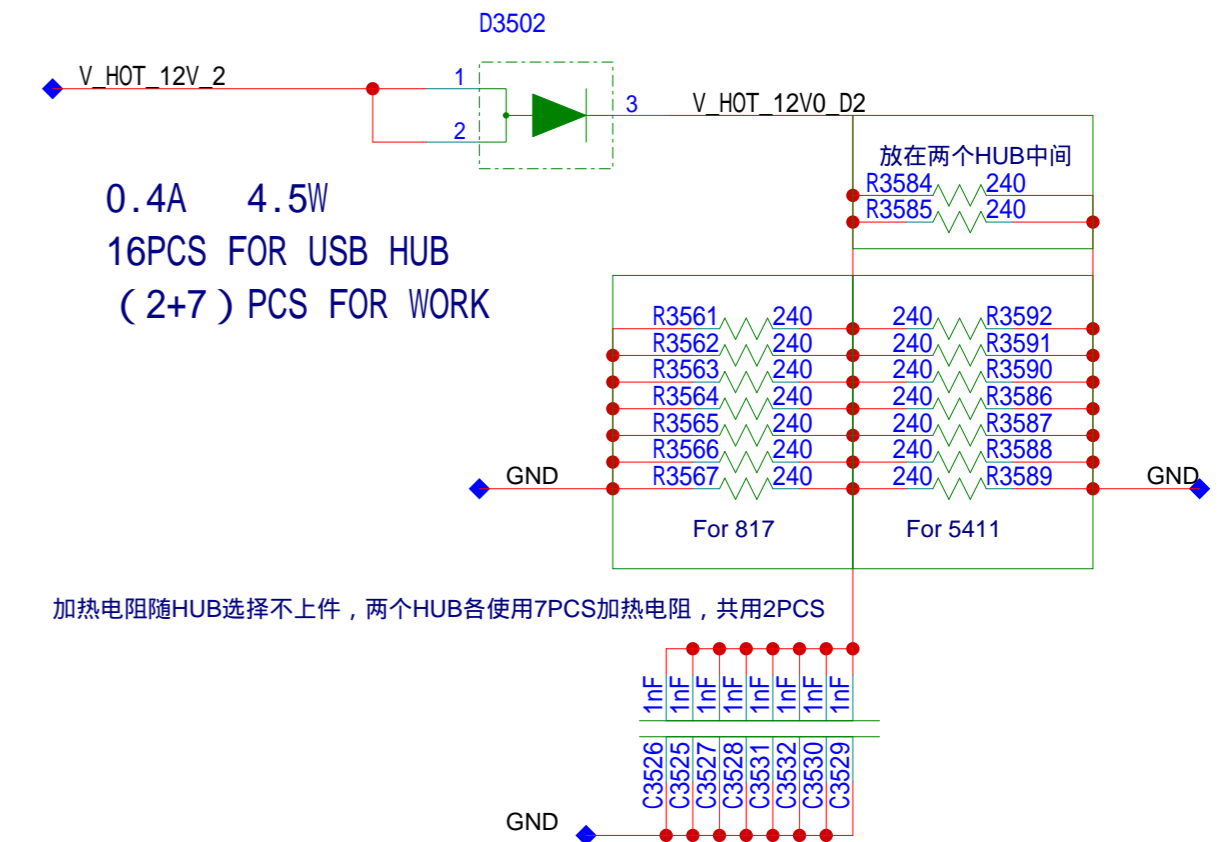 D3502
V_HOT_12V_2
1
2
3
V_HOT_12V0_D2
放在两个HUB中间
R3584 240
R3585 240
0.4A 4.5W
16PCS FOR USB HUB
（2+7）PCS FOR WORK
R3561 240 240 R3592
R3562 240 240 R3591
R3563 240 240 R3590
R3564 240 240 R3586
R3565 240 240 R3587
R3566 240 240 R3588
R3567 240 240 R3589
GND
GND
For 817
For 5411
加热电阻随HUB选择不上件，两个HUB各使用7PCS加热电阻，共用2PCS
1nF 1nF 1nF 1nF 1nF 1nF 1nF 1nF
C3526 C3525 C3527 C3528 C3531 C3532 C3530 C3529
GND